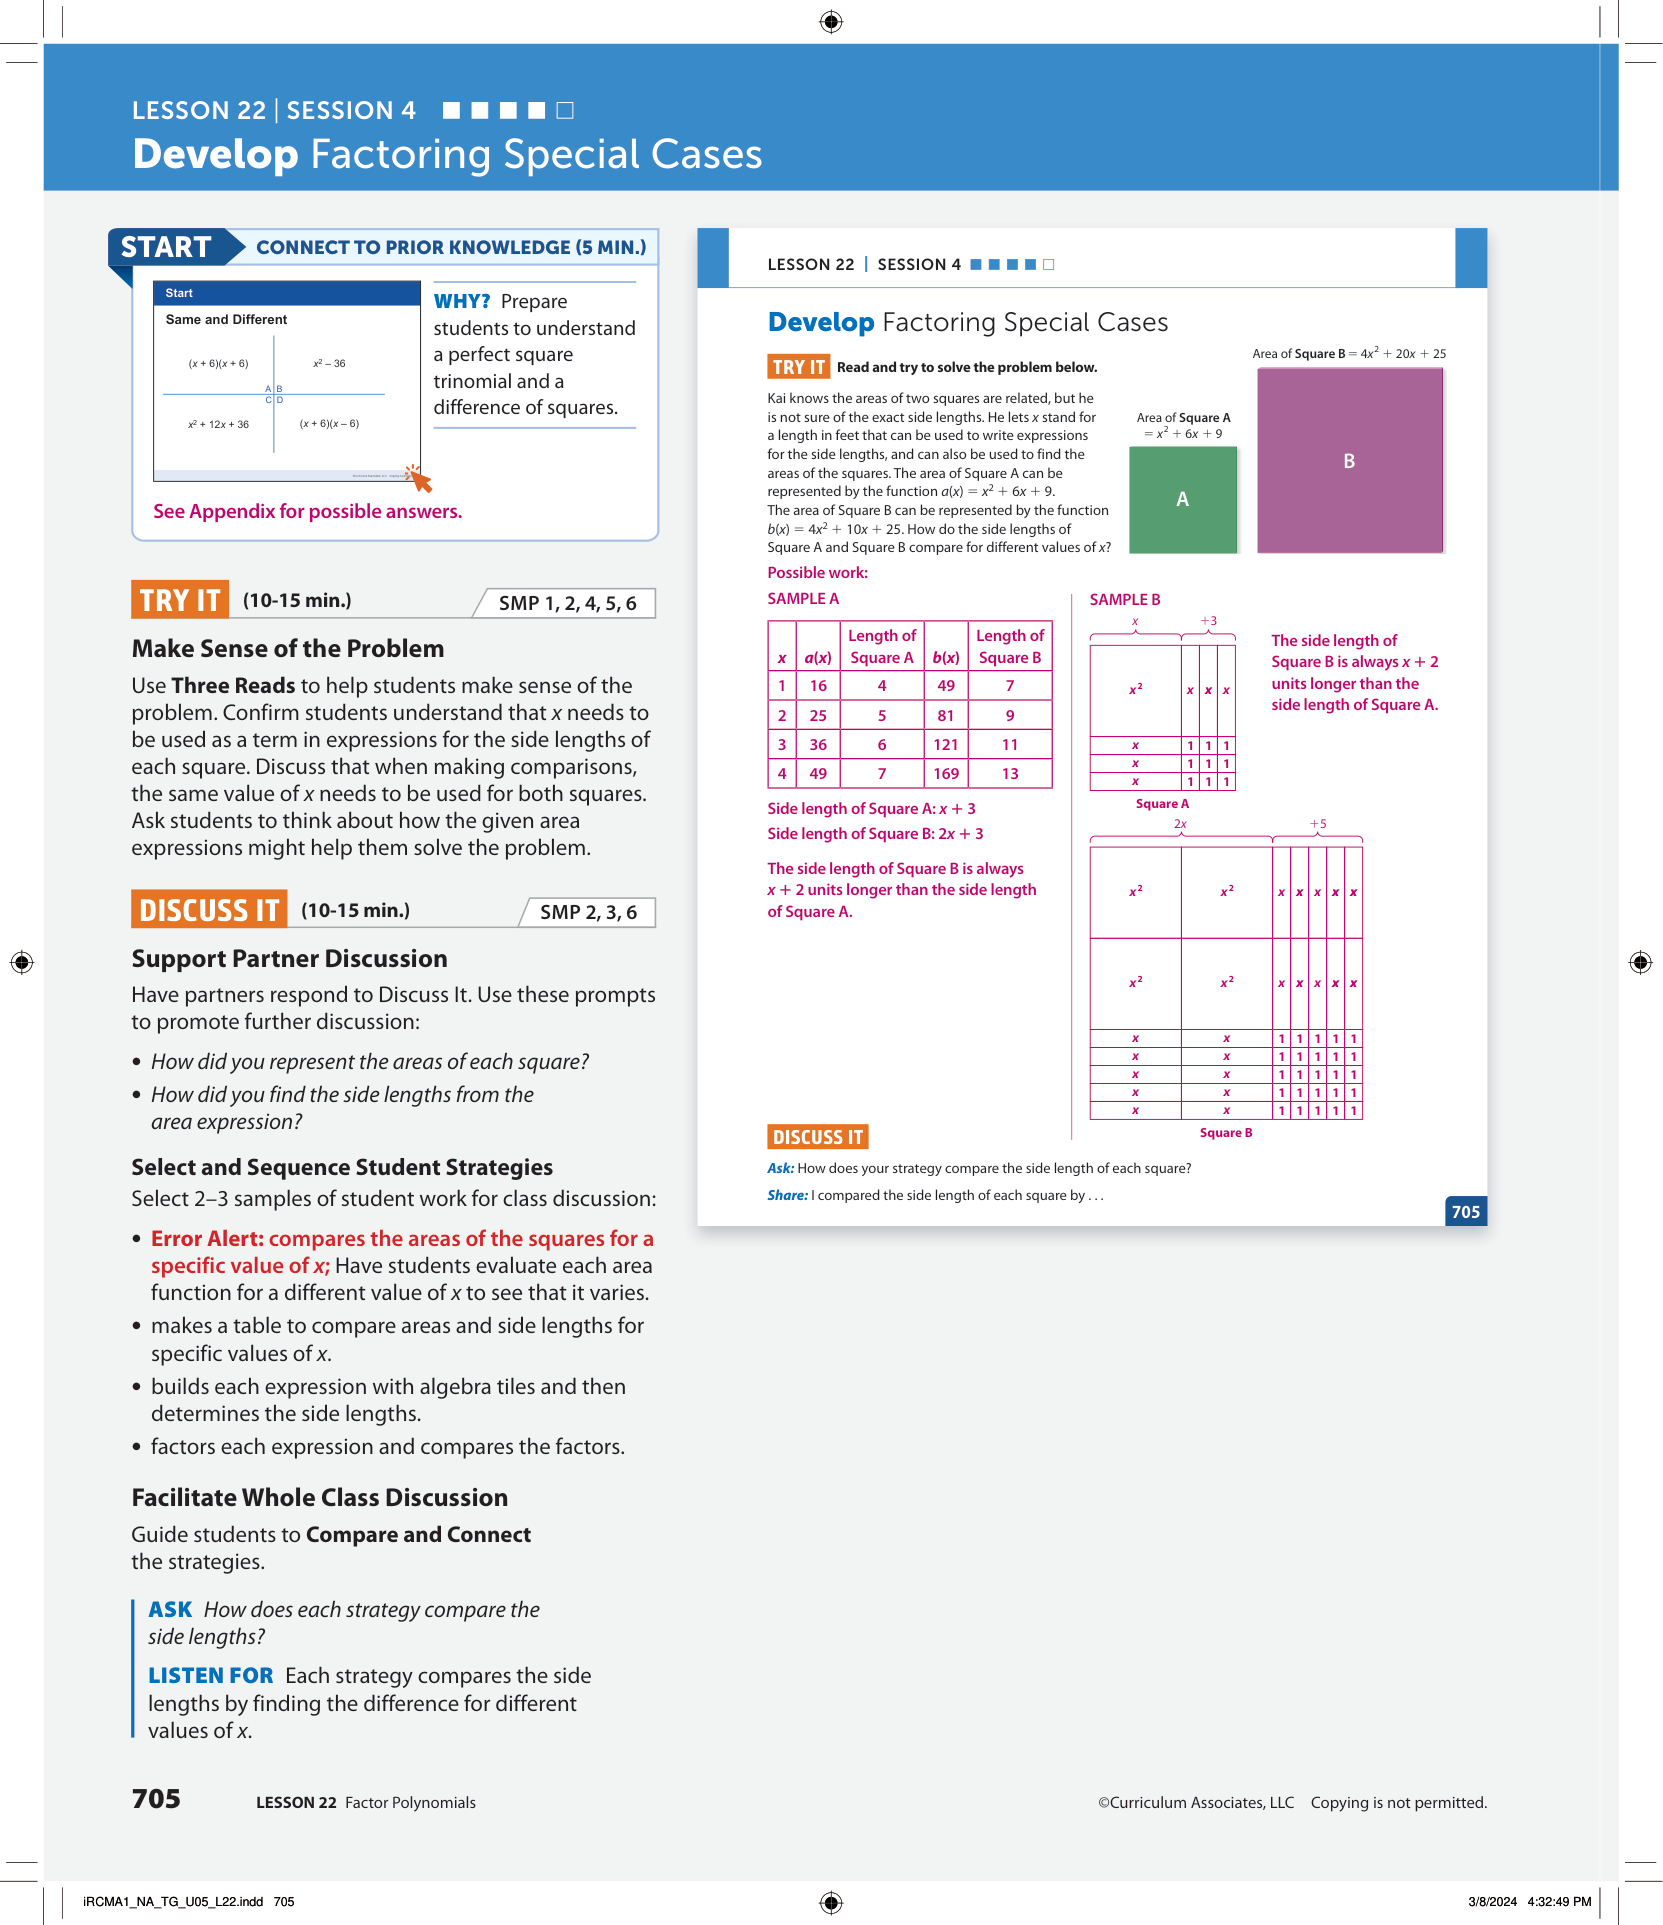 LESSON 22 | SESSION 4
Develop Factoring Special Cases
START
CONNECT TO PRIOR KNOWLEDGE (5 MIN.)
Start
Same and Different
(x + 6)(x + 6)
x² – 36
A B
C D
x² + 12x + 36
(x + 6)(x – 6)
WHY? Prepare
students to understand
a perfect square
trinomial and a
difference of squares.
See Appendix for possible answers.
TRY IT (10-15 min.)
SMP 1, 2, 4, 5, 6
Make Sense of the Problem
Use Three Reads to help students make sense of the
problem. Confirm students understand that x needs to
be used as a term in expressions for the side lengths of
each square. Discuss that when making comparisons,
the same value of x needs to be used for both squares.
Ask students to think about how the given area
expressions might help them solve the problem.
DISCUSS IT (10-15 min.)
SMP 2, 3, 6
Support Partner Discussion
Have partners respond to Discuss It. Use these prompts
to promote further discussion:
• How did you represent the areas of each square?
• How did you find the side lengths from the
area expression?
Select and Sequence Student Strategies
Select 2–3 samples of student work for class discussion:
• Error Alert: compares the areas of the squares for a
specific value of x; Have students evaluate each area
function for a different value of x to see that it varies.
• makes a table to compare areas and side lengths for
specific values of x.
• builds each expression with algebra tiles and then
determines the side lengths.
• factors each expression and compares the factors.
Facilitate Whole Class Discussion
Guide students to Compare and Connect
the strategies.
ASK How does each strategy compare the
side lengths?
LISTEN FOR Each strategy compares the side
lengths by finding the difference for different
values of x.
LESSON 22 | SESSION 4
Develop Factoring Special Cases
TRY IT Read and try to solve the problem below.
Kai knows the areas of two squares are related, but he
is not sure of the exact side lengths. He lets x stand for
a length in feet that can be used to write expressions
for the side lengths, and can also be used to find the
areas of the squares. The area of Square A can be
represented by the function a(x) = x² + 6x + 9.
The area of Square B can be represented by the function
b(x) = 4x² + 10x + 25. How do the side lengths of
Square A and Square B compare for different values of x?
Area of Square A
= x² + 6x + 9
A
Area of Square B = 4x² + 20x + 25
B
Possible work:
SAMPLE A
x a(x) Length of Square A b(x) Length of Square B
1 16 4 49 7
2 25 5 81 9
3 36 6 121 11
4 49 7 169 13
Side length of Square A: x + 3
Side length of Square B: 2x + 3
The side length of Square B is always
x + 2 units longer than the side length
of Square A.
SAMPLE B
x +3
x² x x x
x 1 1 1
x 1 1 1
x 1 1 1
Square A
The side length of
Square B is always x + 2
units longer than the
side length of Square A.
2x +5
x² x² x x x x x
x² x² x x x x x
x x 1 1 1 1 1
x x 1 1 1 1 1
x x 1 1 1 1 1
x x 1 1 1 1 1
x x 1 1 1 1 1
Square B
DISCUSS IT
Ask: How does your strategy compare the side length of each square?
Share: I compared the side length of each square by . . .
705
705
LESSON 22 Factor Polynomials
©Curriculum Associates, LLC Copying is not permitted.
iRCMA1_NA_TG_U05_L22.indd 705
3/8/2024 4:32:49 PM